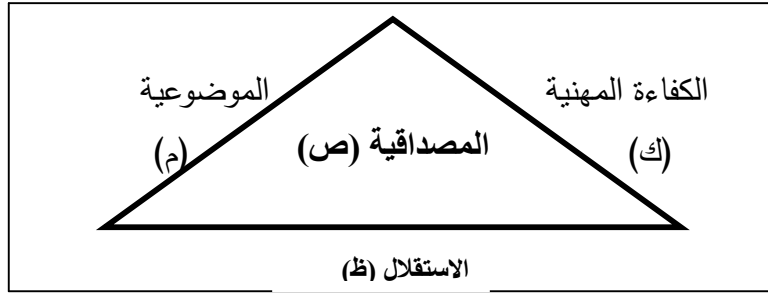 الكفاءة المهنية
(ك)
الموضوعية
(م)
المصداقية (ص)
الاستقلال (ظ)